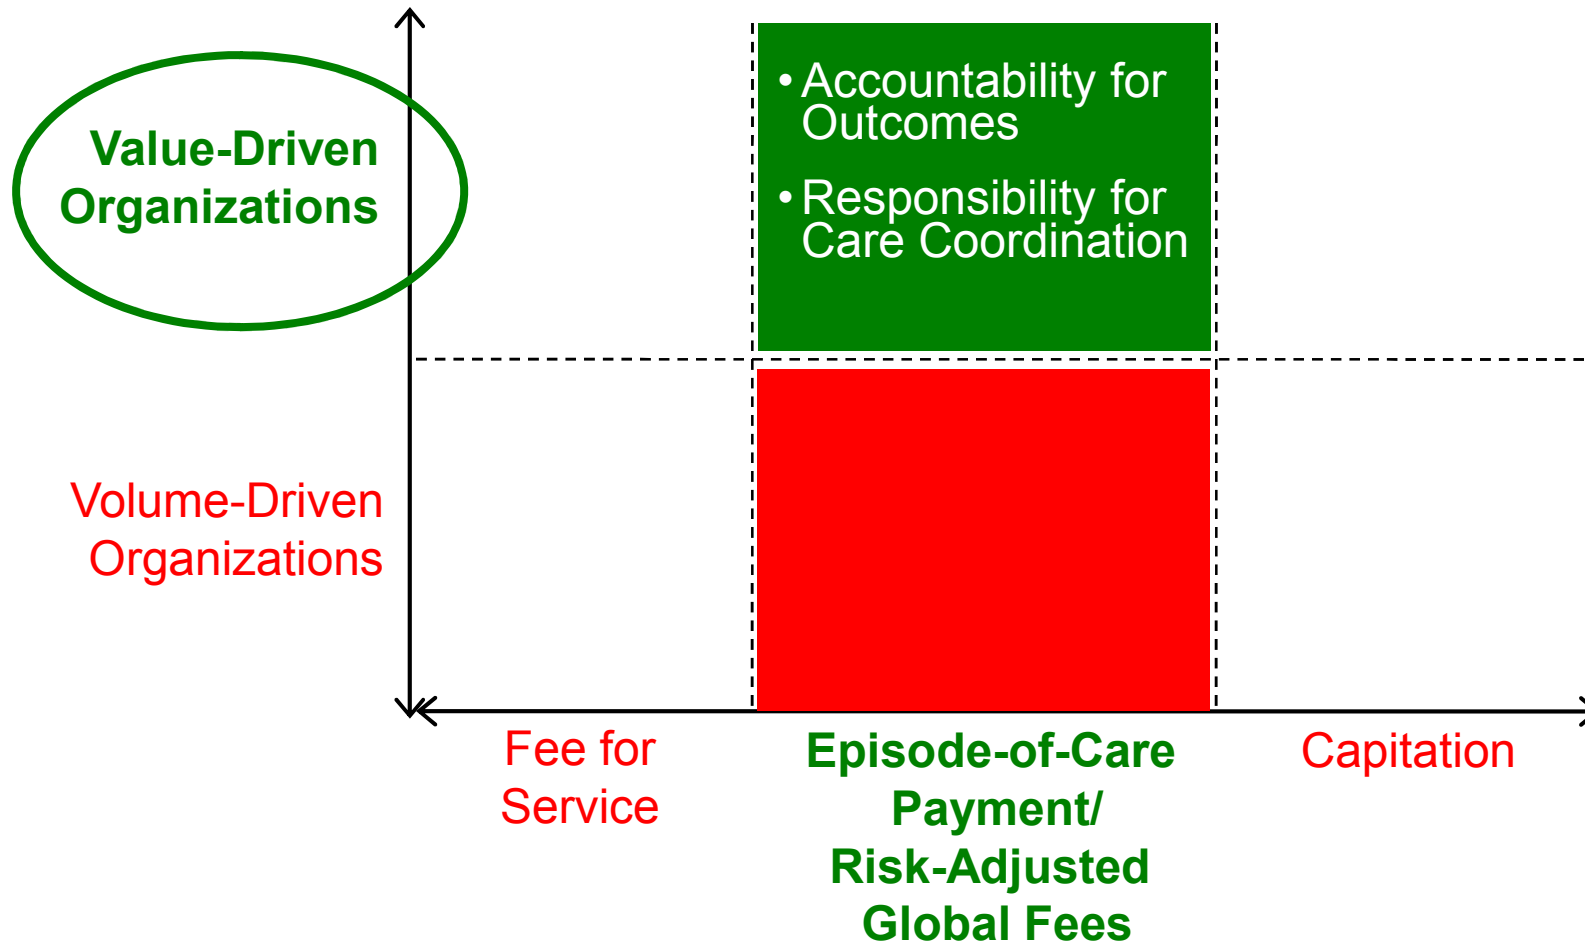 Value-Driven
Organizations
• Accountability for
Outcomes
• Responsibility for
Care Coordination
Volume-Driven
Organizations
Fee for
Service
Episode-of-Care
Payment/
Risk-Adjusted
Global Fees
Capitation